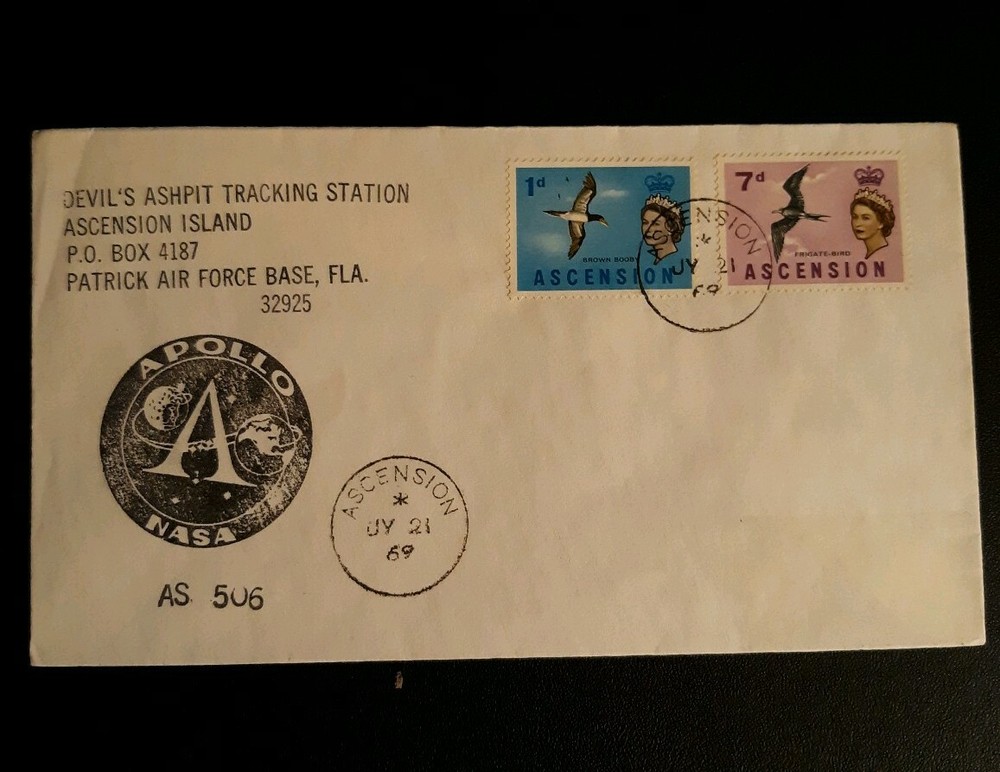 DEVIL'S ASHPIT TRACKING STATION
ASCENSION ISLAND
P.O. BOX 4187
PATRICK AIR FORCE BASE, FLA.
32925
1d
BROWN BOOBY
ASCENSION
7d
FRIGATE-BIRD
ASCENSION
ASCENSION
*
JY 21
69
APOLLO
A
NASA
AS 506
ASCENSION
*
JY 21
69